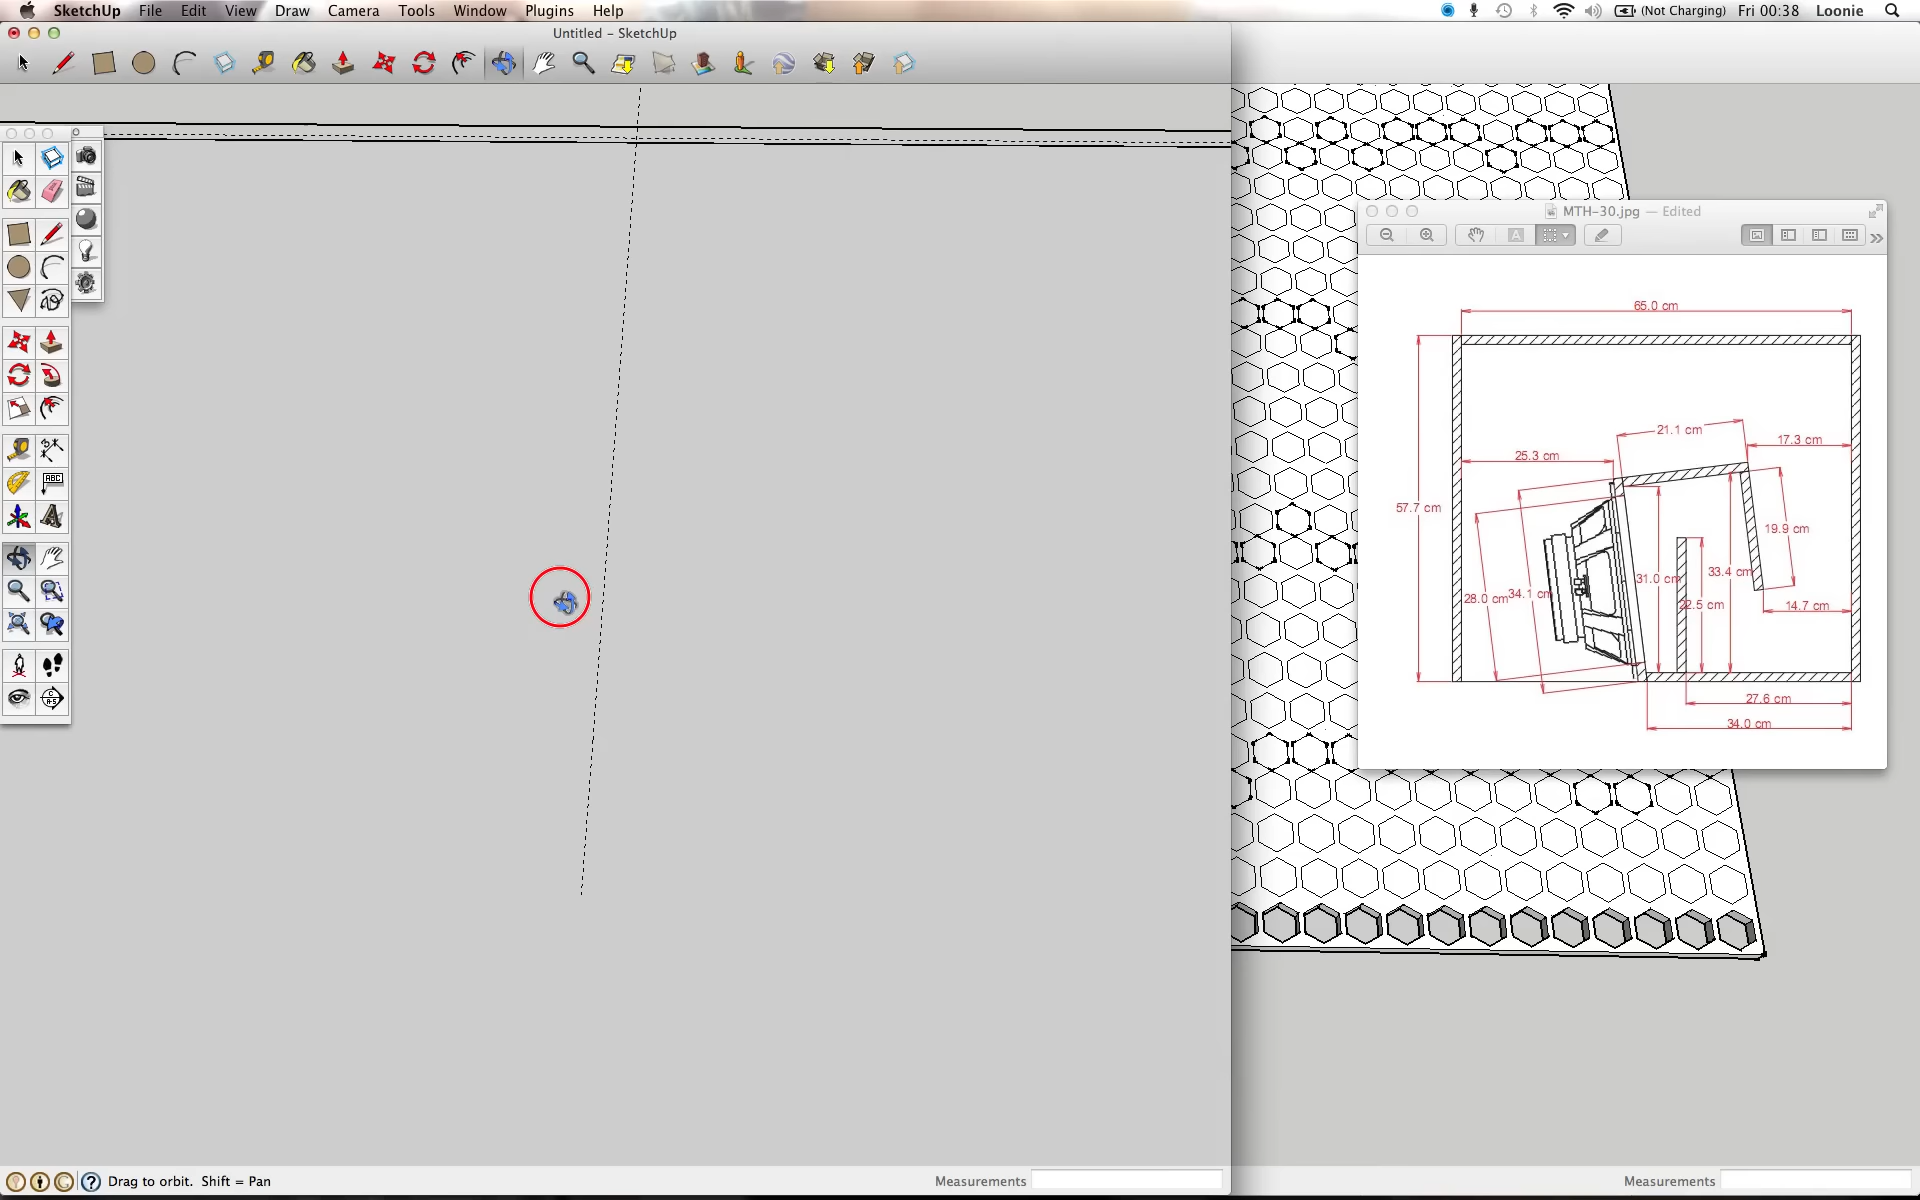 SketchUp File Edit View Draw Camera Tools Window Plugins Help
(Not Charging) Fri 00:38 Loonie
Untitled – SketchUp
MTH-30.jpg — Edited
A
ABC
A
65.0 cm
21.1 cm
17.3 cm
25.3 cm
57.7 cm
19.9 cm
33.4 cm
31.0 cm
28.0 cm
34.1 cm
22.5 cm
14.7 cm
27.6 cm
34.0 cm
? Drag to orbit. Shift = Pan
Measurements
Measurements